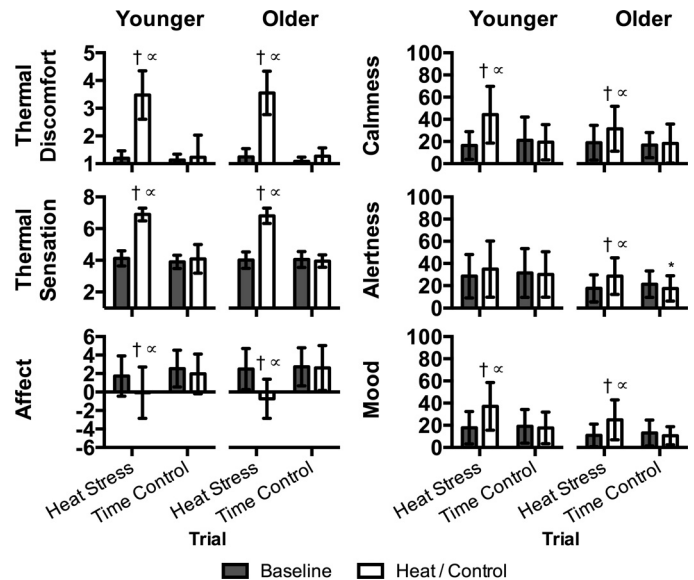 Younger Older
Thermal
Discomfort
5
4
3
2
1
† ∝ † ∝
Thermal
Sensation
8
6
4
2
† ∝ † ∝
Affect
6
4
2
0
-2
-4
-6
† ∝ † ∝
Heat Stress Time Control Heat Stress Time Control
Trial
Younger Older
Calmness
100
80
60
40
20
0
† ∝ † ∝
Alertness
100
80
60
40
20
0
† ∝ *
Mood
100
80
60
40
20
0
† ∝ † ∝
Heat Stress Time Control Heat Stress Time Control
Trial
Baseline Heat / Control